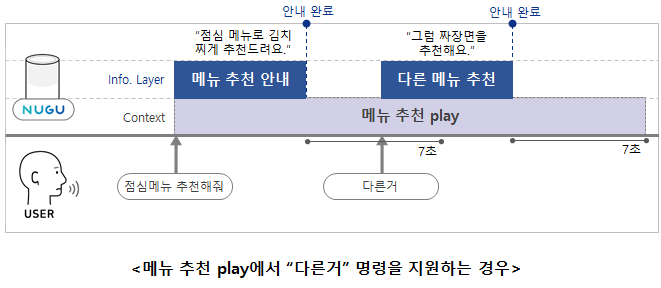 안내 완료
안내 완료
“점심 메뉴로 김치
찌게 추천드려요.”
“그럼 짜장면을
추천해요.”
Info. Layer
메뉴 추천 안내
다른 메뉴 추천
NUGU
Context
메뉴 추천 play
7초
7초
점심메뉴 추천해줘
다른거
USER
<메뉴 추천 play에서 “다른거” 명령을 지원하는 경우>